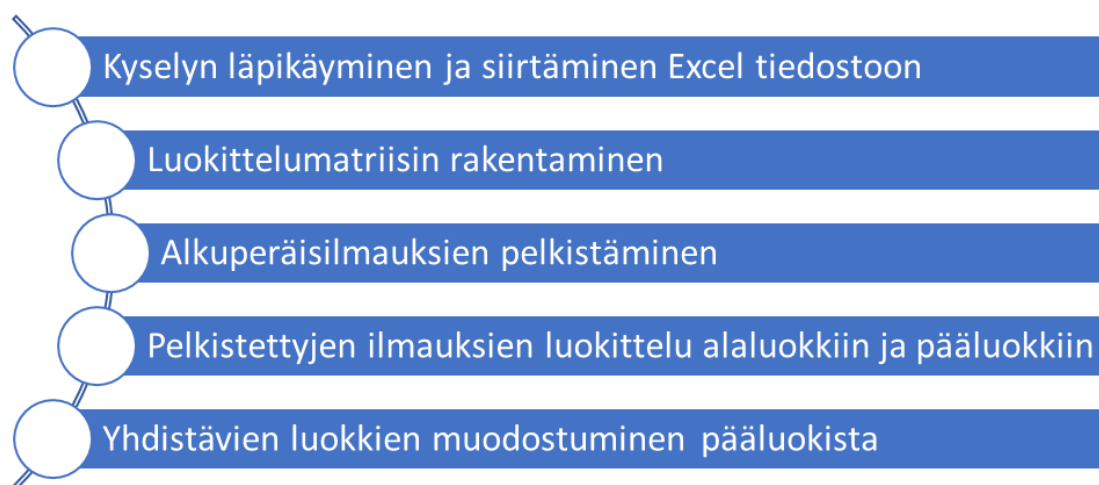 Kyselyn läpikäyminen ja siirtäminen Excel tiedostoon
Luokittelumatriisin rakentaminen
Alkuperäisilmauksien pelkistäminen
Pelkistettyjen ilmauksien luokittelu alaluokkiin ja pääluokkiin
Yhdistävien luokkien muodostuminen pääluokista